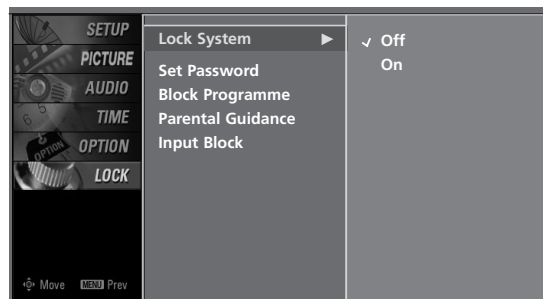 SETUP
PICTURE
AUDIO
TIME
OPTION
LOCK
Move MENU Prev
Lock System ▶
Set Password
Block Programme
Parental Guidance
Input Block
✓ Off
On